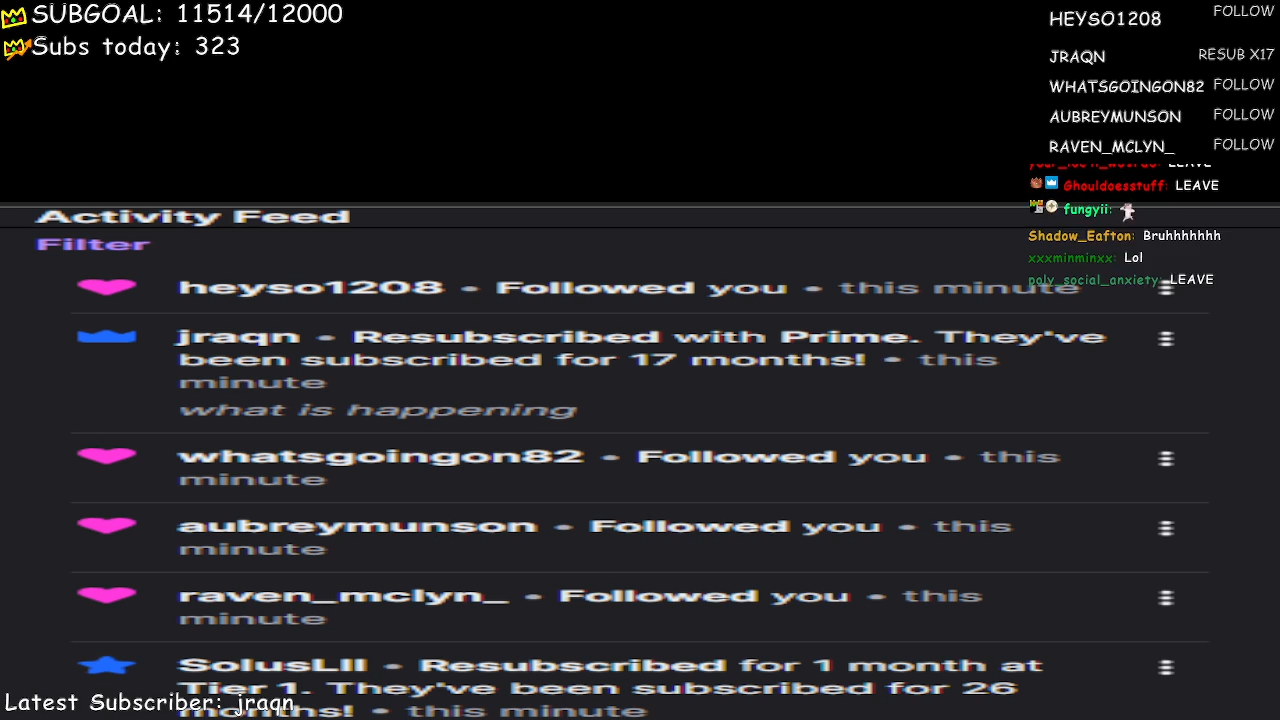 SUBGOAL: 11514/12000
Subs today: 323
HEYSO1208 FOLLOW
JRAQN RESUB X17
WHATSGOINGON82 FOLLOW
AUBREYMUNSON FOLLOW
RAVEN_MCLYN_ FOLLOW
LEAVE
Ghouldoesstuff: LEAVE
fungyii:
Shadow_Eafton: Bruhhhhhhh
xxxminminxx: Lol
poly_social_anxiety: LEAVE
Activity Feed
Filter
heyso1208 • Followed you • this minute
jraqn • Resubscribed with Prime. They've
been subscribed for 17 months! • this
minute
what is happening
whatsgoingon82 • Followed you • this
minute
aubreymunson • Followed you • this
minute
raven_mclyn_ • Followed you • this
minute
SolusLII • Resubscribed for 1 month at
Tier 1. They've been subscribed for 26
months! • this minute
Latest Subscriber: jraqn